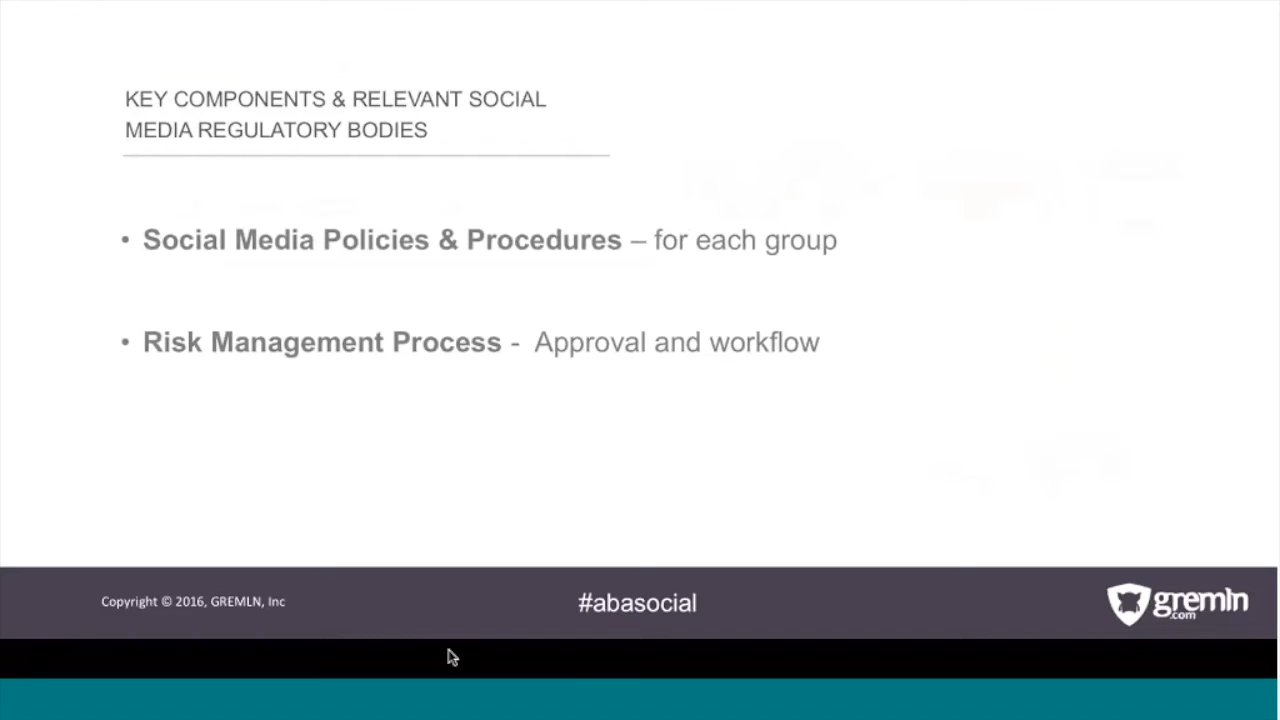 KEY COMPONENTS & RELEVANT SOCIAL
MEDIA REGULATORY BODIES
• Social Media Policies & Procedures – for each group
• Risk Management Process - Approval and workflow
Copyright © 2016, GREMLN, Inc
#abasocial
gremln
.com